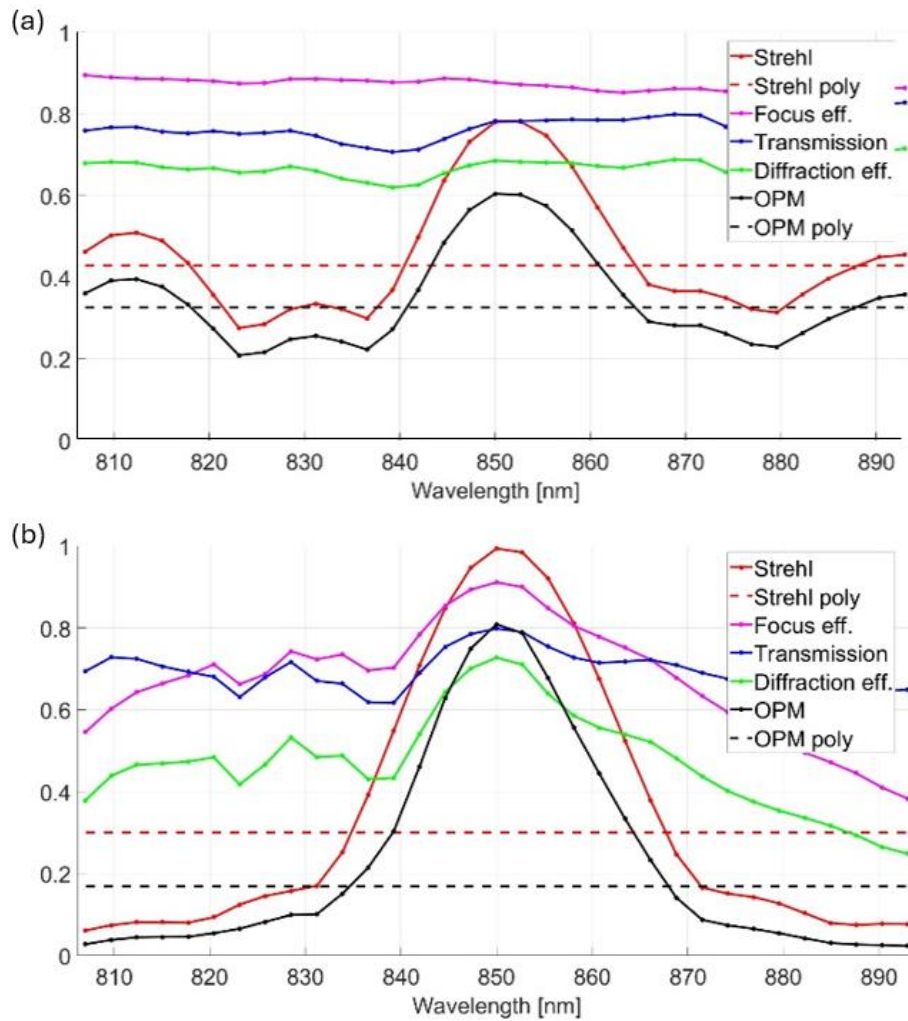 (a)
1
0.8
0.6
0.4
0.2
0
Strehl
Strehl poly
Focus eff.
Transmission
Diffraction eff.
OPM
OPM poly
810 820 830 840 850 860 870 880 890
Wavelength [nm]
(b)
1
0.8
0.6
0.4
0.2
0
Strehl
Strehl poly
Focus eff.
Transmission
Diffraction eff.
OPM
OPM poly
810 820 830 840 850 860 870 880 890
Wavelength [nm]